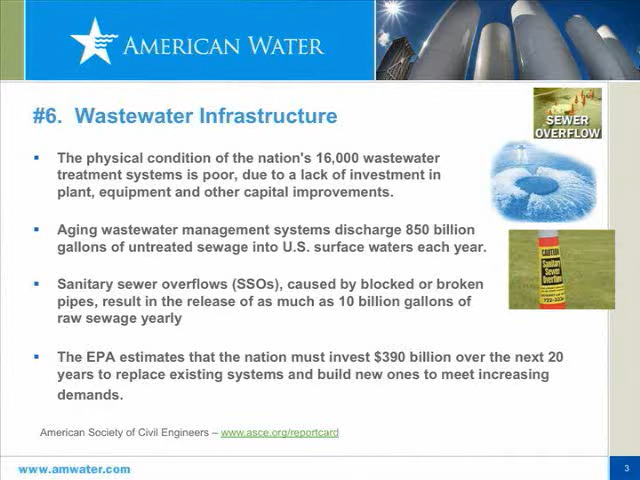 AMERICAN WATER
#6. Wastewater Infrastructure
SEWER
OVERFLOW
▪ The physical condition of the nation's 16,000 wastewater
treatment systems is poor, due to a lack of investment in
plant, equipment and other capital improvements.
▪ Aging wastewater management systems discharge 850 billion
gallons of untreated sewage into U.S. surface waters each year.
CAUTION
Sanitary
Sewer
Overflow
▪ Sanitary sewer overflows (SSOs), caused by blocked or broken
pipes, result in the release of as much as 10 billion gallons of
raw sewage yearly
▪ The EPA estimates that the nation must invest $390 billion over the next 20
years to replace existing systems and build new ones to meet increasing
demands.
American Society of Civil Engineers – www.asce.org/reportcard
www.amwater.com
3